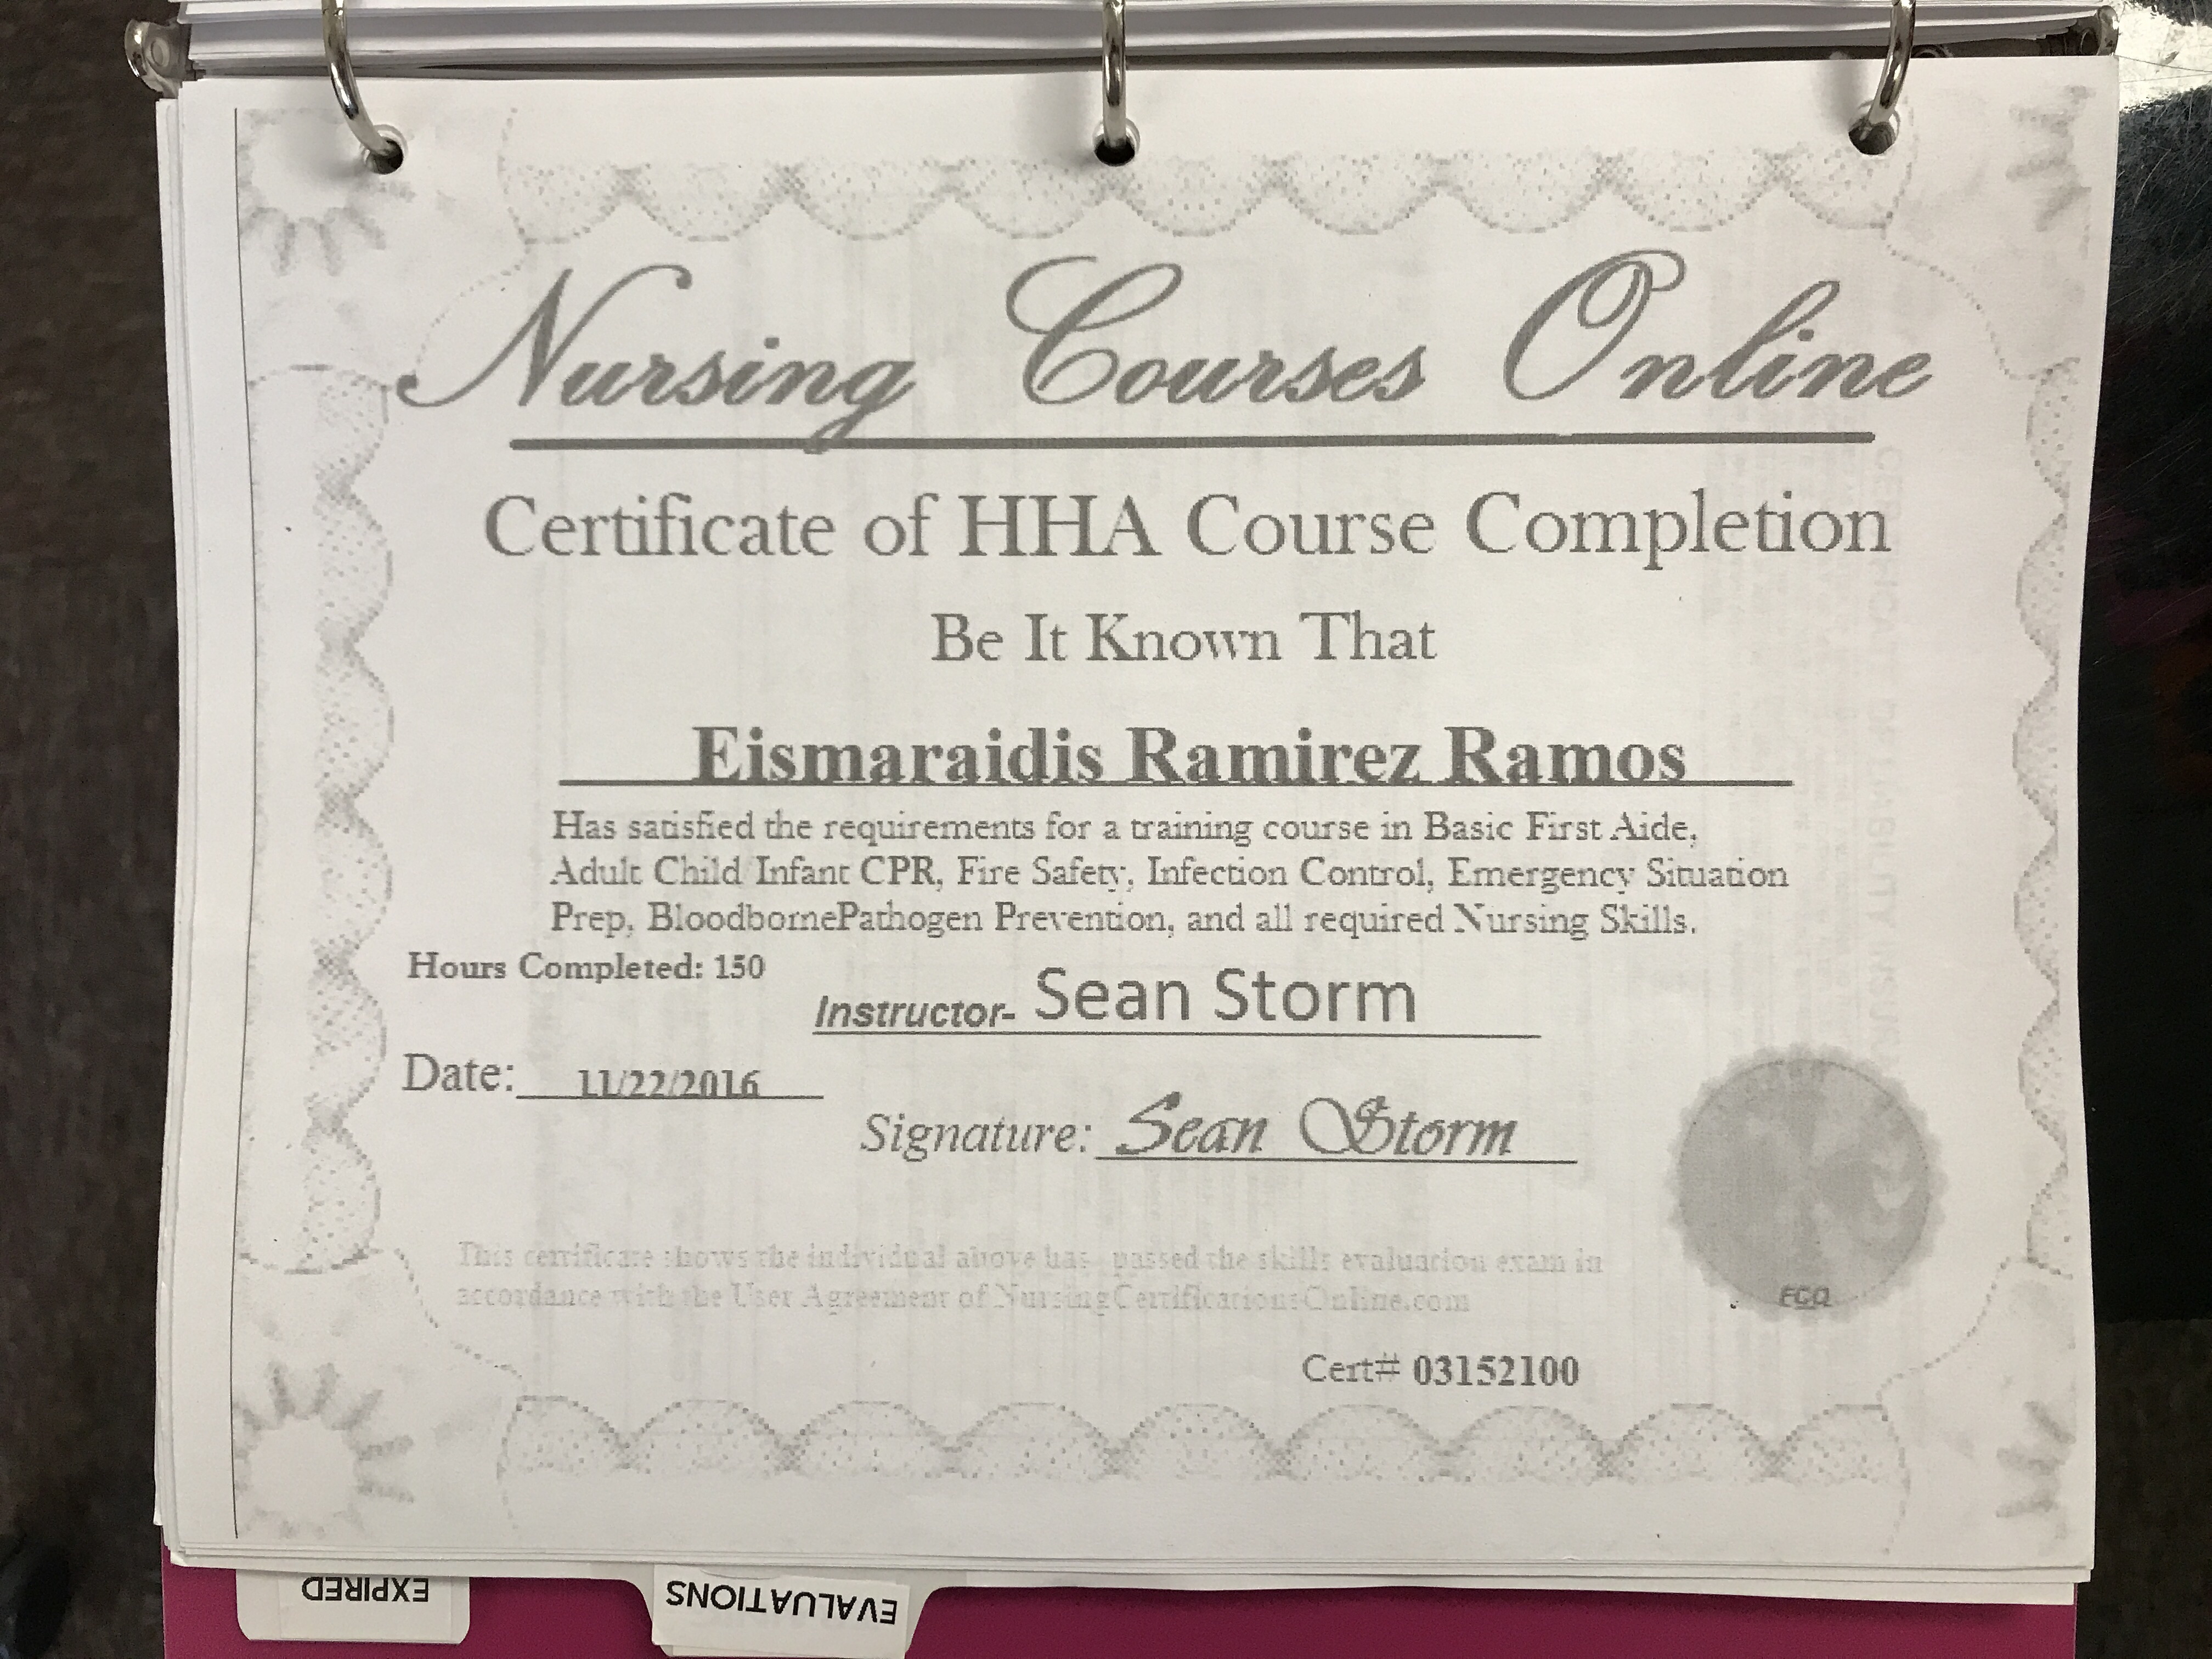 Nursing Courses Online
Certificate of HHA Course Completion
Be It Known That
Eismaraidis Ramirez Ramos
Has satisfied the requirements for a training course in Basic First Aide,
Adult Child Infant CPR, Fire Safety, Infection Control, Emergency Situation
Prep, BloodbornePathogen Prevention, and all required Nursing Skills.
Hours Completed: 150
Instructor- Sean Storm
Date: 11/22/2016
Signature: Sean Storm
This certificate shows the individual above has passed the skills evaluation exam in
accordance with the User Agreement of NursingCertificationsOnline.com
Cert# 03152100
EXPIRED
EVALUATIONS